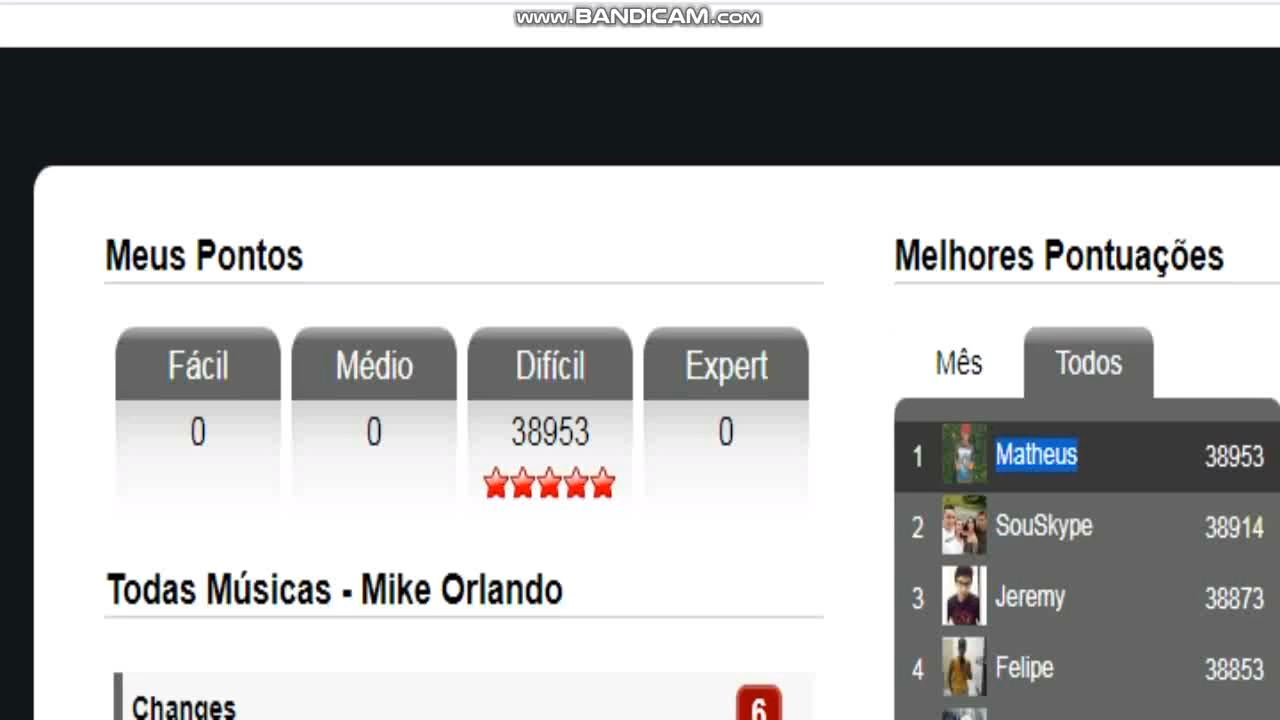 www.BANDICAM.com
Meus Pontos
Fácil Médio Difícil Expert
0 0 38953 0
Todas Músicas - Mike Orlando
Changes 6
Melhores Pontuações
Mês Todos
1 Matheus 38953
2 SouSkype 38914
3 Jeremy 38873
4 Felipe 38853